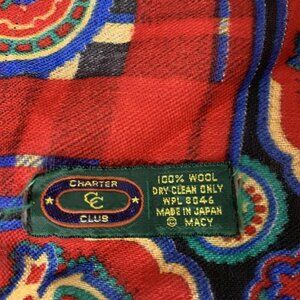 CHARTER
CC
CLUB
100% WOOL
DRY CLEAN ONLY
WPL 8046
MADE IN JAPAN
© MACY